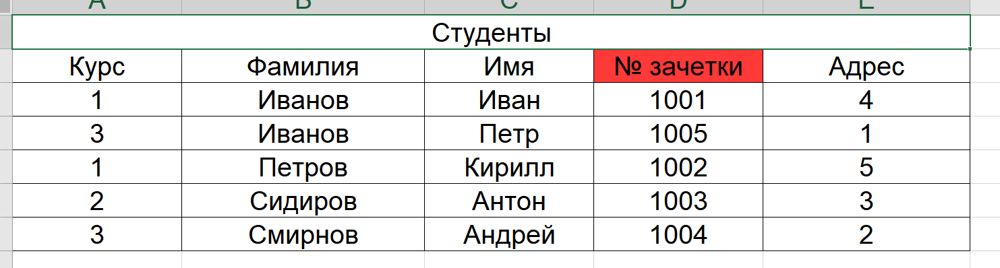 A B C D E
Студенты
Курс Фамилия Имя № зачетки Адрес
1 Иванов Иван 1001 4
3 Иванов Петр 1005 1
1 Петров Кирилл 1002 5
2 Сидиров Антон 1003 3
3 Смирнов Андрей 1004 2